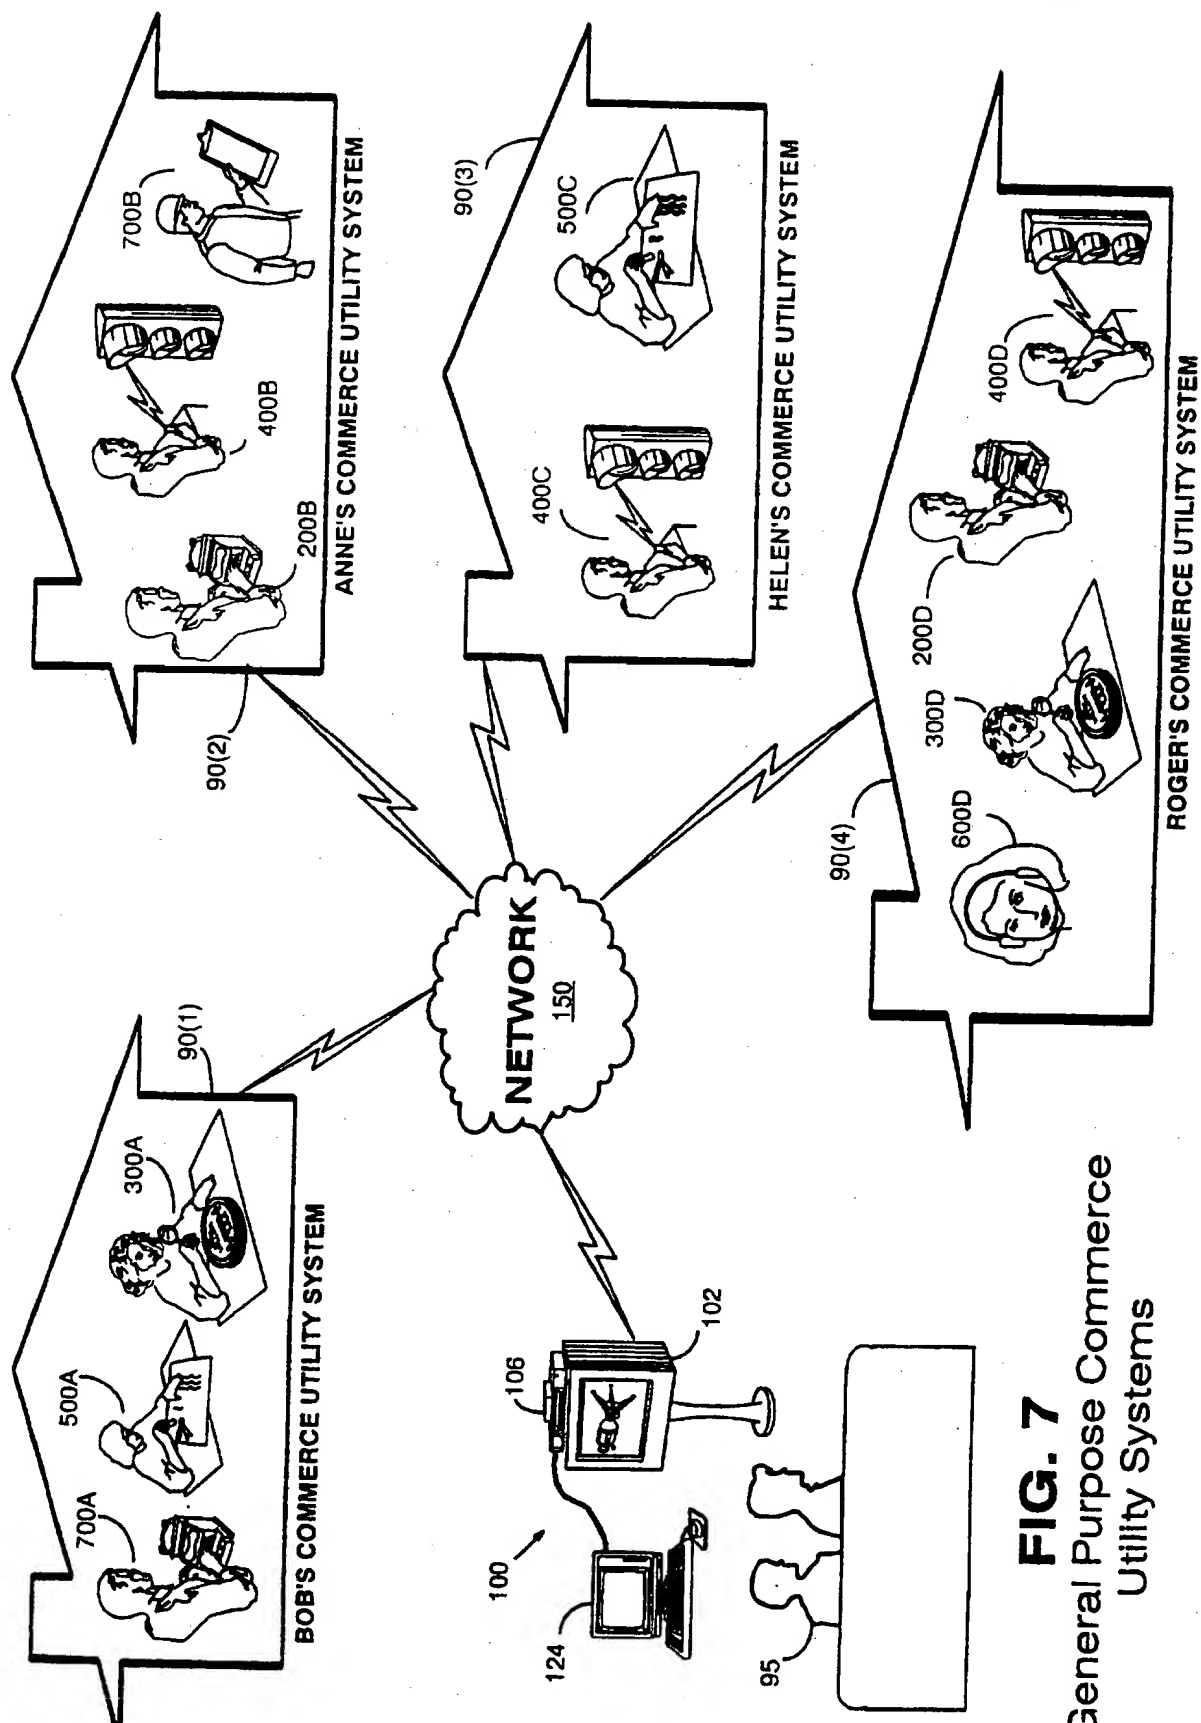 700A
500A
300A
90(1)
BOB'S COMMERCE UTILITY SYSTEM
90(2)
200B
400B
700B
ANNE'S COMMERCE UTILITY SYSTEM
NETWORK
150
90(3)
400C
500C
HELEN'S COMMERCE UTILITY SYSTEM
90(4)
600D
300D
200D
400D
ROGER'S COMMERCE UTILITY SYSTEM
124
100
106
102
95
FIG. 7
General Purpose Commerce
Utility Systems